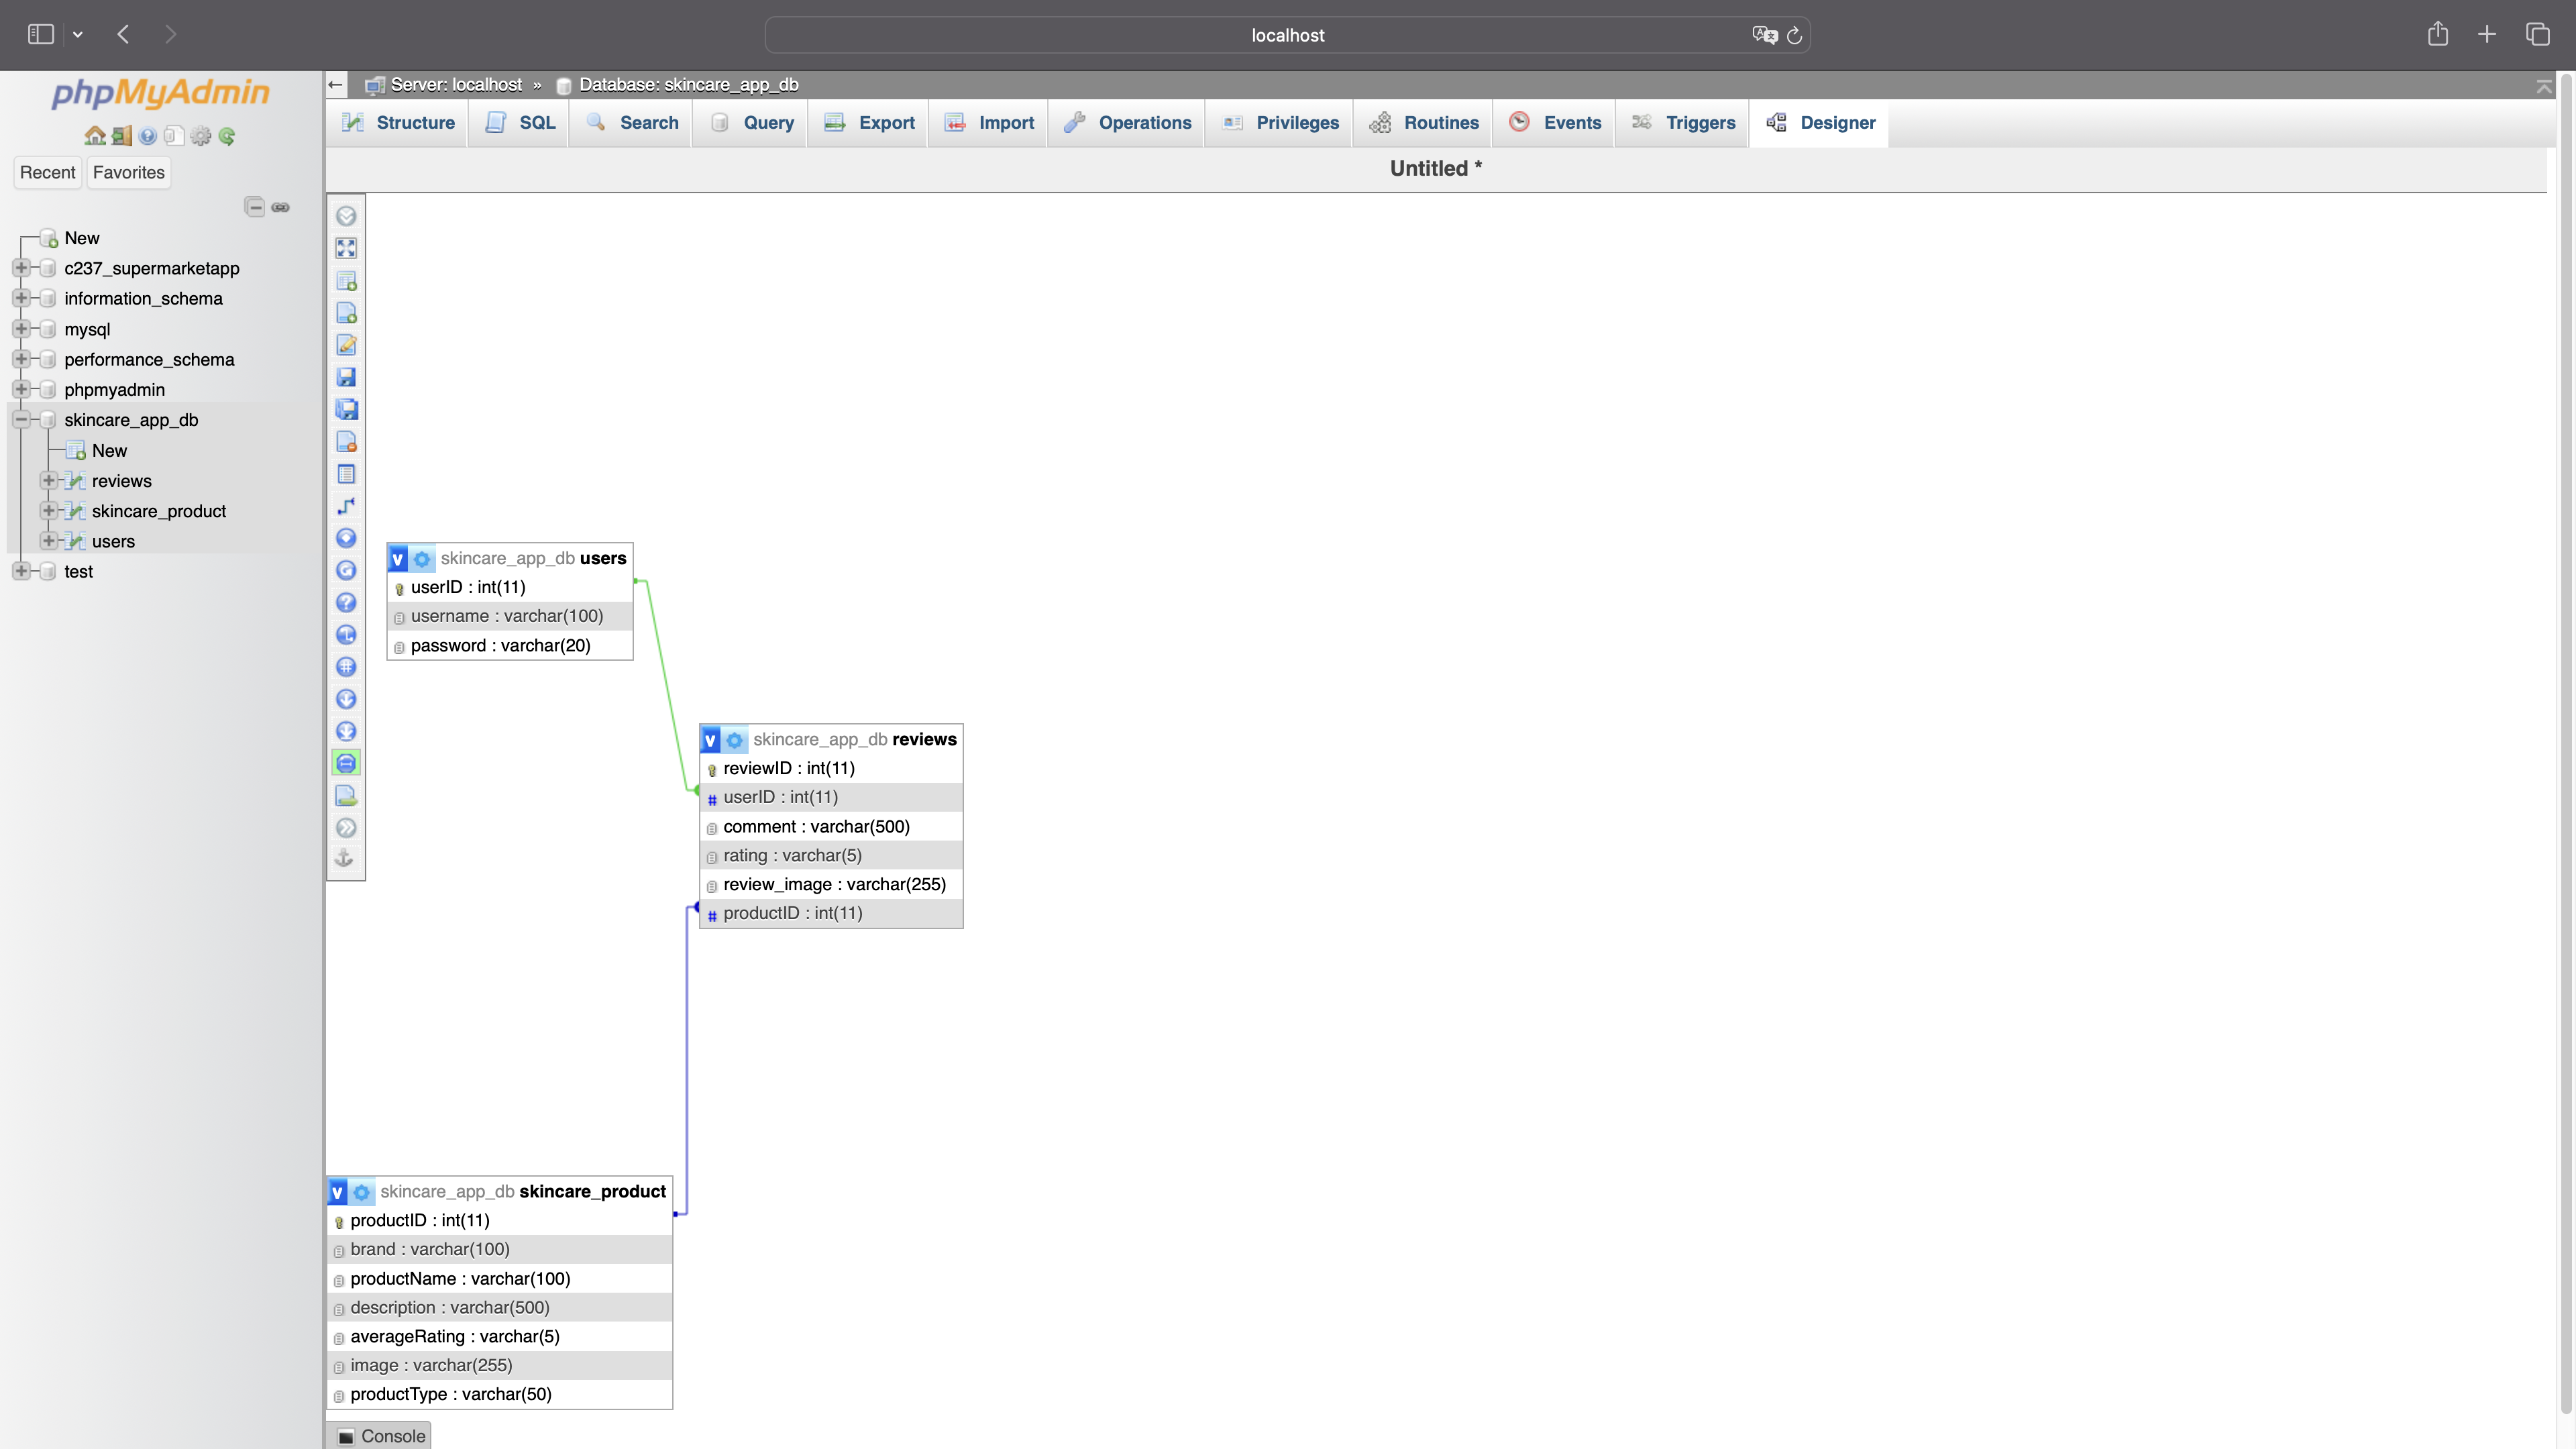 localhost
phpMyAdmin
Server: localhost » Database: skincare_app_db
Structure SQL Search Query Export Import Operations Privileges Routines Events Triggers Designer
Recent Favorites
Untitled *
New
c237_supermarketapp
information_schema
mysql
performance_schema
phpmyadmin
skincare_app_db
New
reviews
skincare_product
users
test
v skincare_app_db users
userID : int(11)
username : varchar(100)
password : varchar(20)
v skincare_app_db reviews
reviewID : int(11)
# userID : int(11)
comment : varchar(500)
rating : varchar(5)
review_image : varchar(255)
# productID : int(11)
v skincare_app_db skincare_product
productID : int(11)
brand : varchar(100)
productName : varchar(100)
description : varchar(500)
averageRating : varchar(5)
image : varchar(255)
productType : varchar(50)
Console